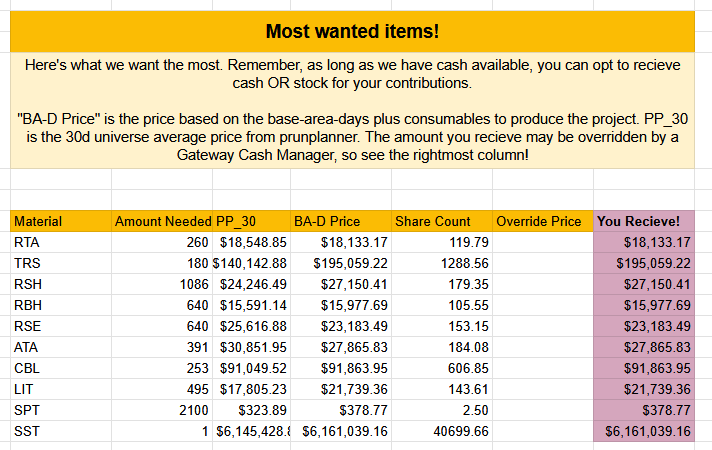 Most wanted items!
Here's what we want the most. Remember, as long as we have cash available, you can opt to recieve
cash OR stock for your contributions.
"BA-D Price" is the price based on the base-area-days plus consumables to produce the project. PP_30
is the 30d universe average price from prunplanner. The amount you recieve may be overridden by a
Gateway Cash Manager, so see the rightmost column!
Material Amount Needed PP_30 BA-D Price Share Count Override Price You Recieve!
RTA 260 $18,548.85 $18,133.17 119.79 $18,133.17
TRS 180 $140,142.88 $195,059.22 1288.56 $195,059.22
RSH 1086 $24,246.49 $27,150.41 179.35 $27,150.41
RBH 640 $15,591.14 $15,977.69 105.55 $15,977.69
RSE 640 $25,616.88 $23,183.49 153.15 $23,183.49
ATA 391 $30,851.95 $27,865.83 184.08 $27,865.83
CBL 253 $91,049.52 $91,863.95 606.85 $91,863.95
LIT 495 $17,805.23 $21,739.36 143.61 $21,739.36
SPT 2100 $323.89 $378.77 2.50 $378.77
SST 1 $6,145,428.8 $6,161,039.16 40699.66 $6,161,039.16